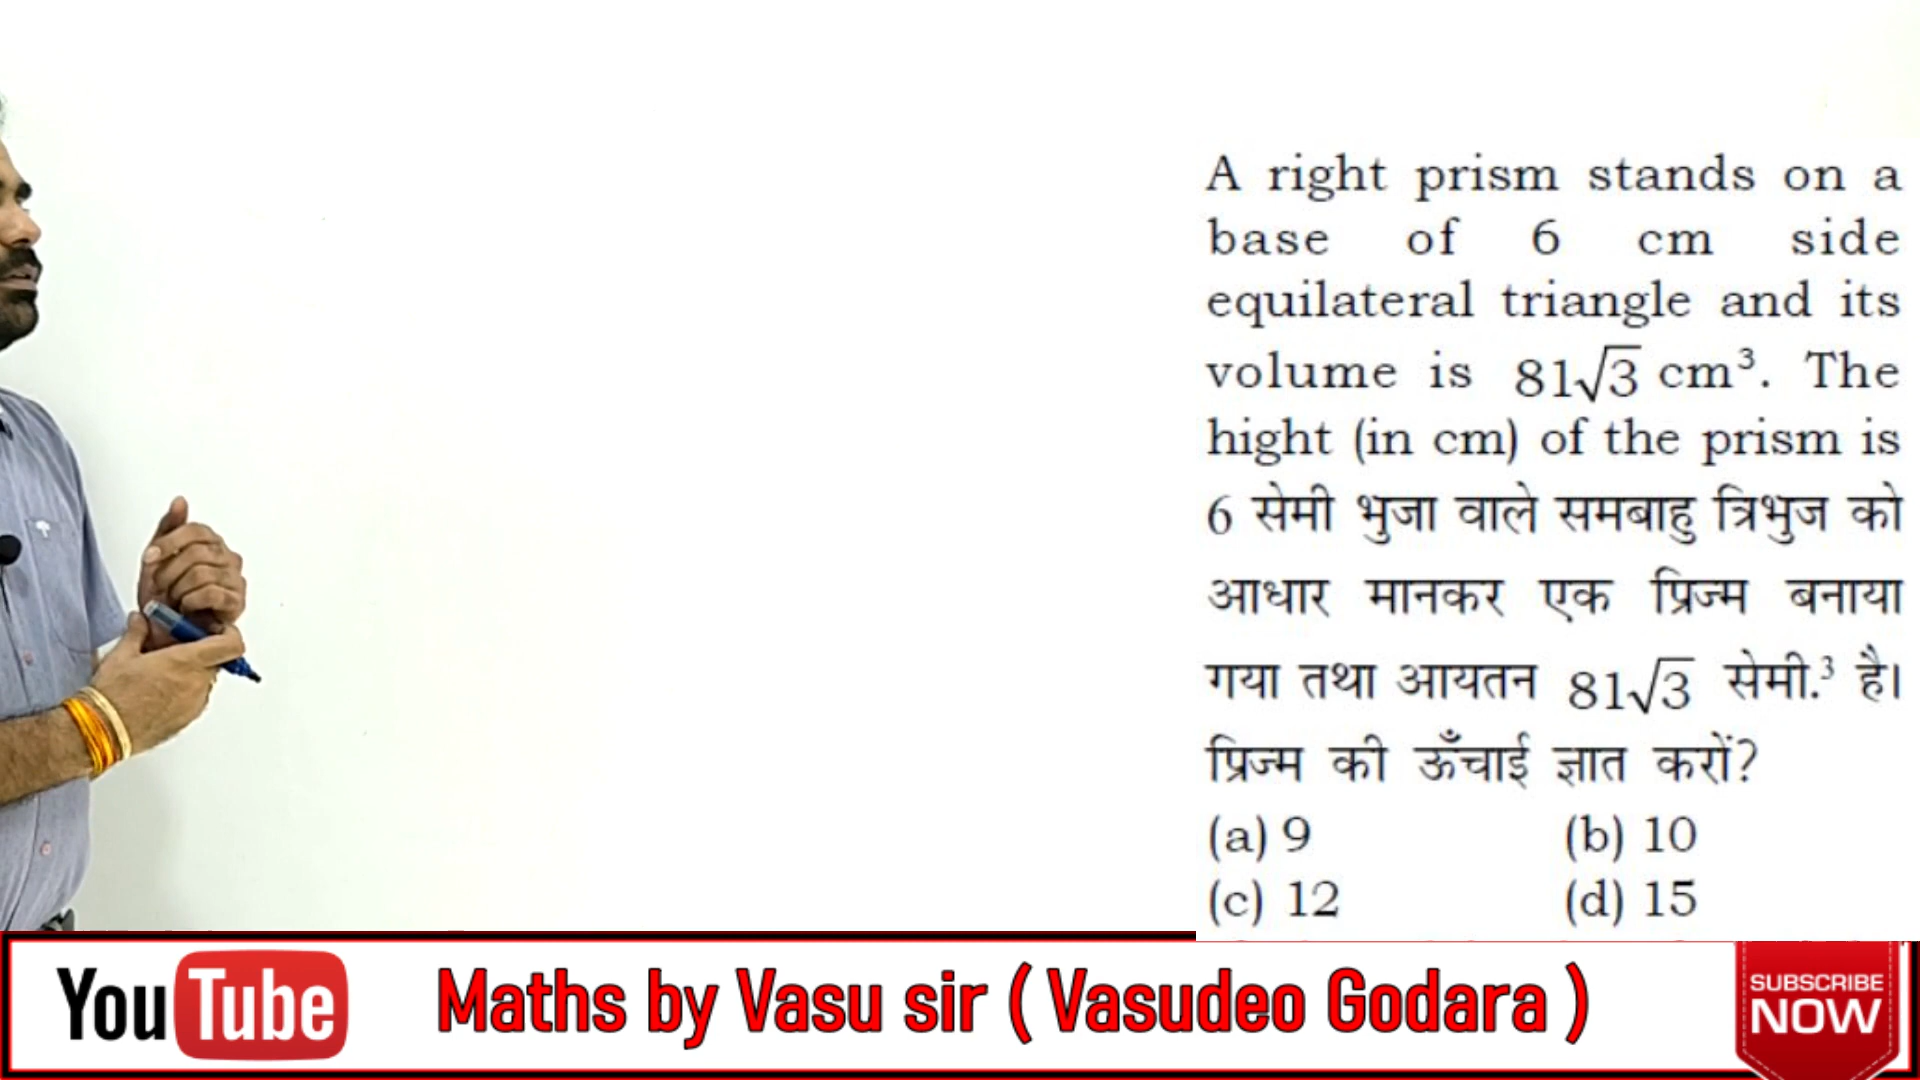 A right prism stands on a
base of 6 cm side
equilateral triangle and its
volume is 81√3 cm³. The
hight (in cm) of the prism is
6 सेमी भुजा वाले समबाहु त्रिभुज को
आधार मानकर एक प्रिज्म बनाया
गया तथा आयतन 81√3 सेमी.³ है।
प्रिज्म की ऊँचाई ज्ञात करों?
(a) 9 (b) 10
(c) 12 (d) 15
YouTube
Maths by Vasu sir ( Vasudeo Godara )
SUBSCRIBE
NOW